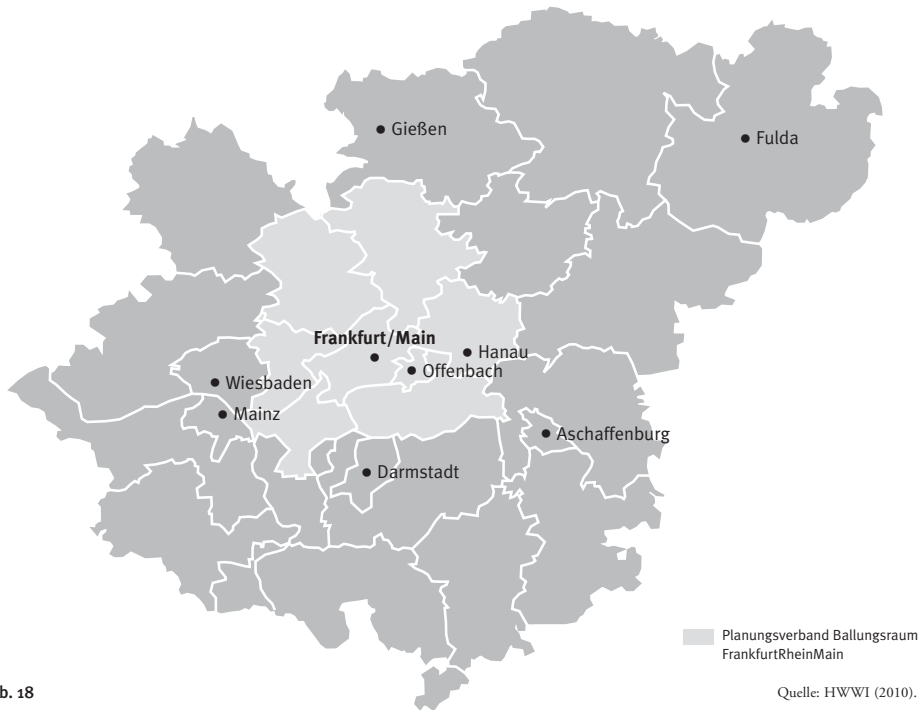 Gießen
Fulda
Frankfurt/Main
Hanau
Offenbach
Wiesbaden
Mainz
Aschaffenburg
Darmstadt
Planungsverband Ballungsraum
FrankfurtRheinMain
b. 18
Quelle: HWWI (2010).